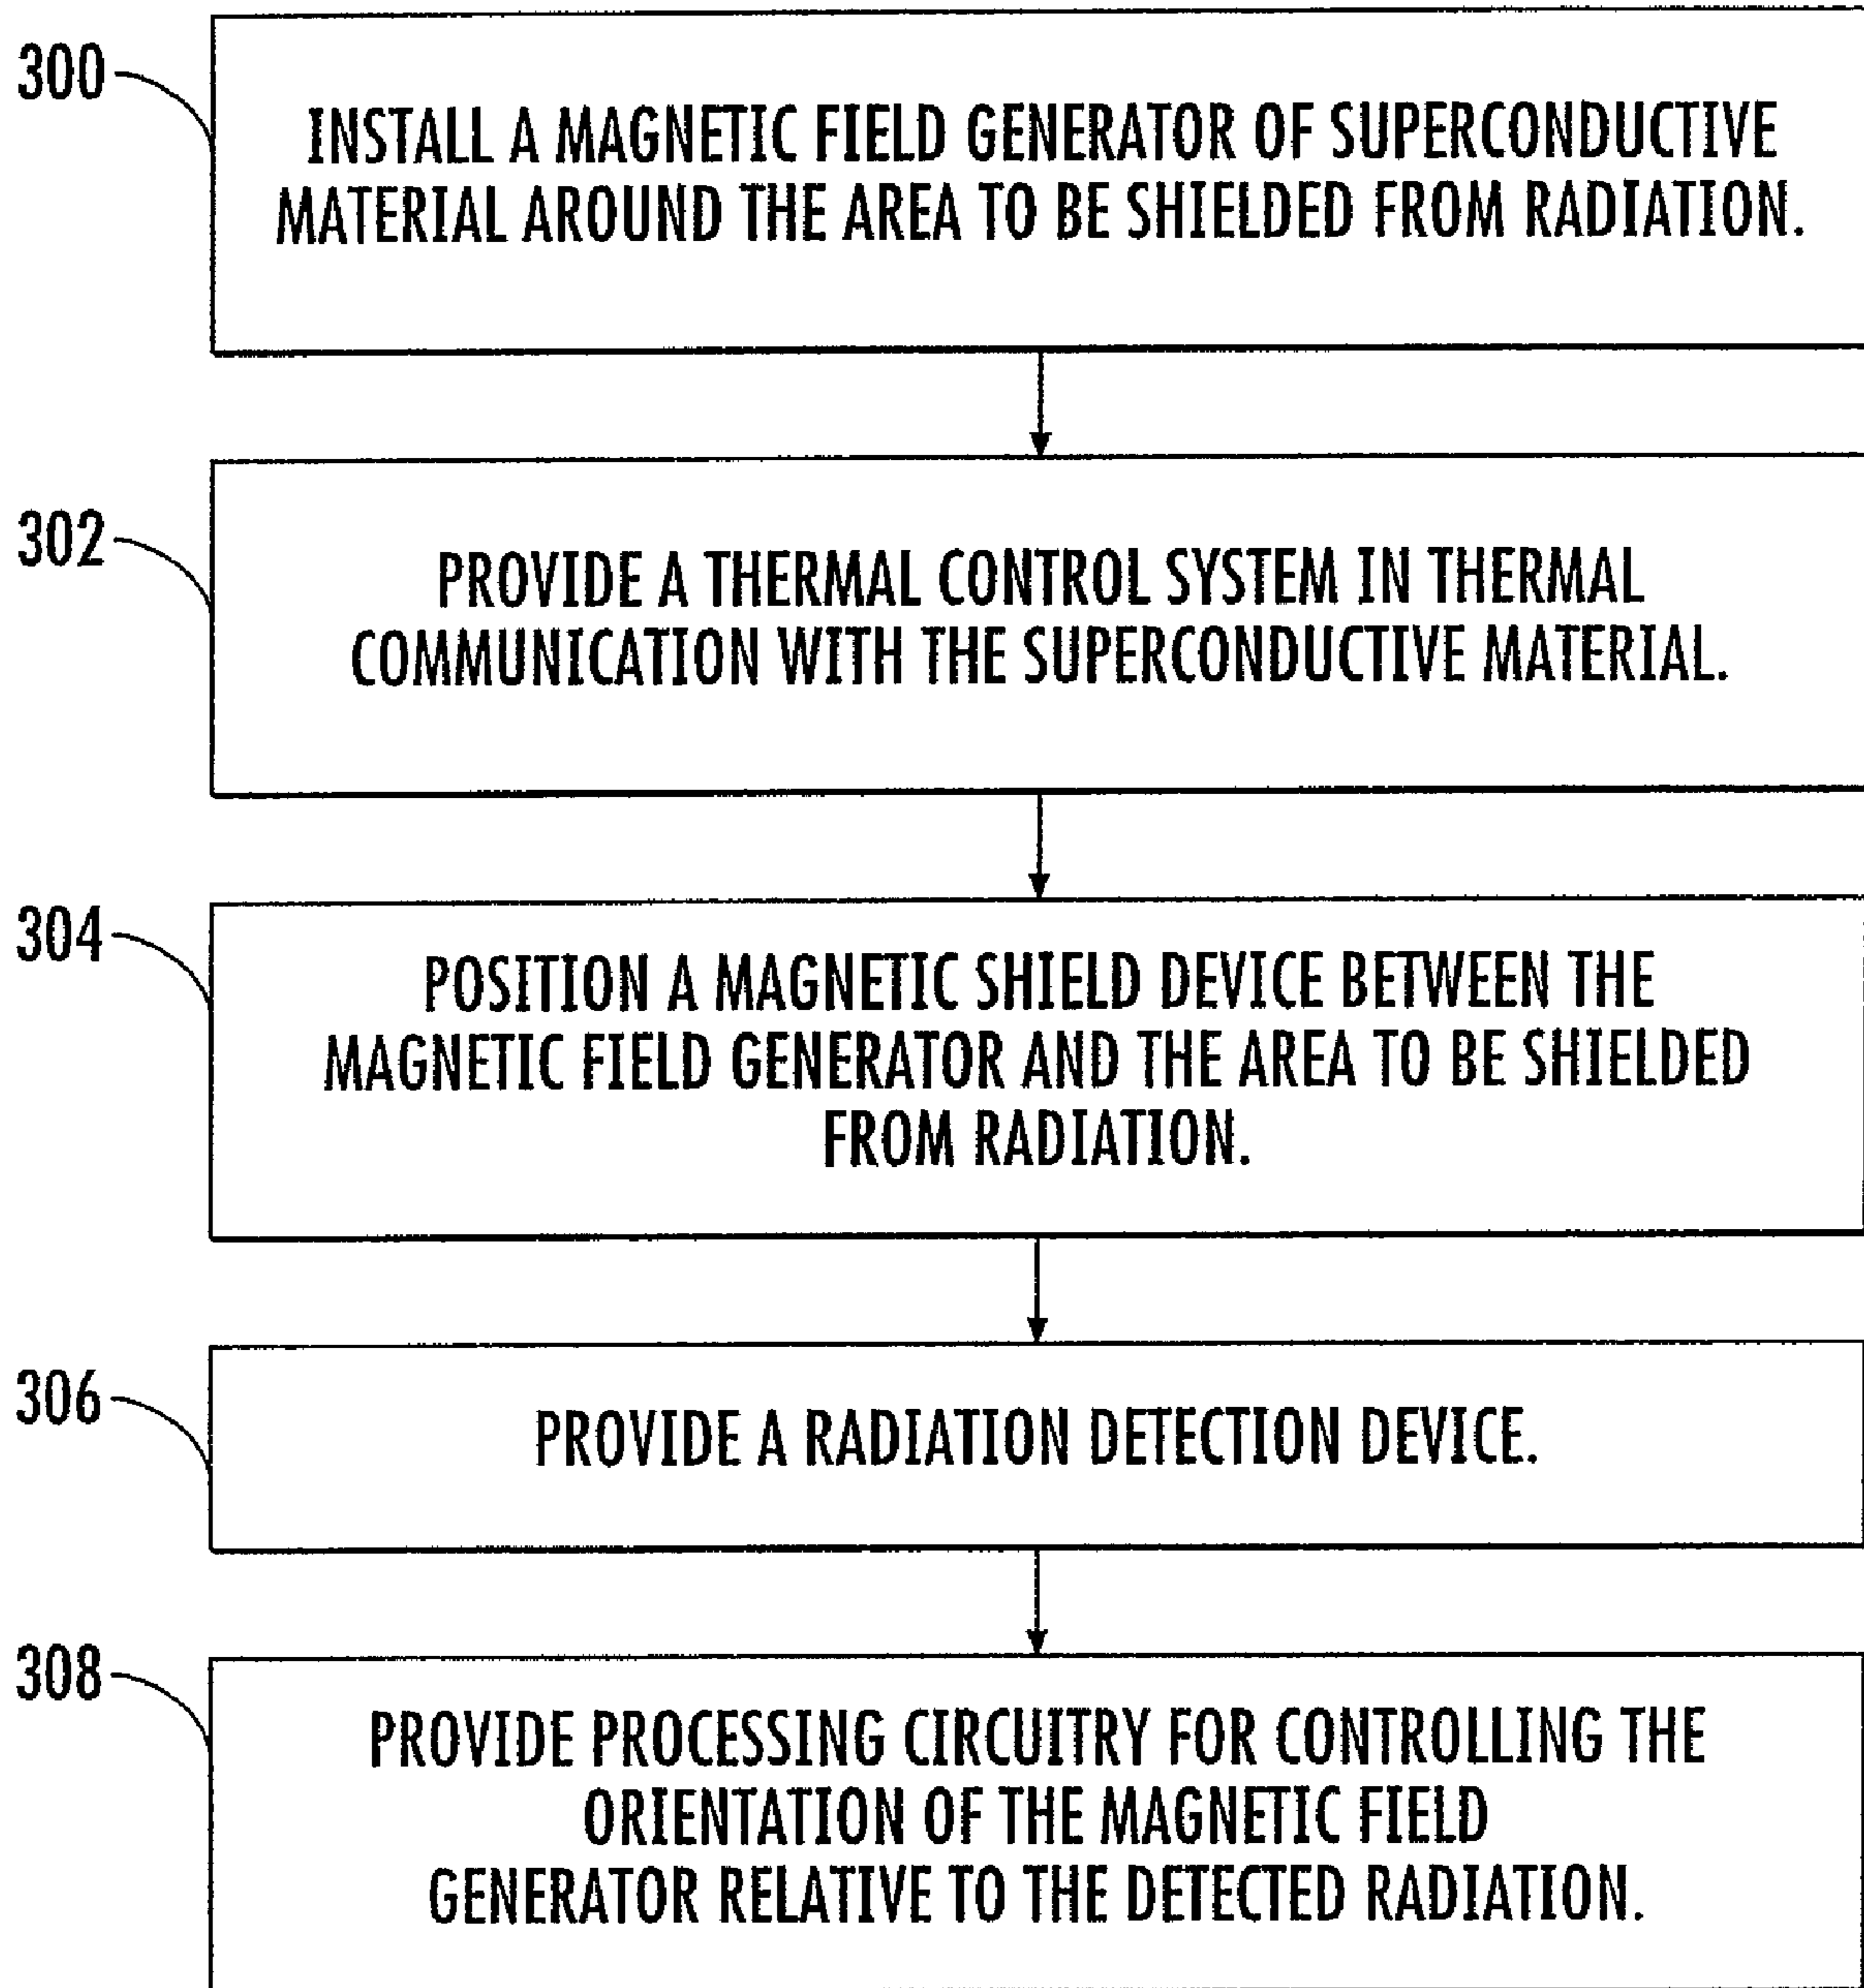 300
INSTALL A MAGNETIC FIELD GENERATOR OF SUPERCONDUCTIVE
MATERIAL AROUND THE AREA TO BE SHIELDED FROM RADIATION.
302
PROVIDE A THERMAL CONTROL SYSTEM IN THERMAL
COMMUNICATION WITH THE SUPERCONDUCTIVE MATERIAL.
304
POSITION A MAGNETIC SHIELD DEVICE BETWEEN THE
MAGNETIC FIELD GENERATOR AND THE AREA TO BE SHIELDED
FROM RADIATION.
306
PROVIDE A RADIATION DETECTION DEVICE.
308
PROVIDE PROCESSING CIRCUITRY FOR CONTROLLING THE
ORIENTATION OF THE MAGNETIC FIELD
GENERATOR RELATIVE TO THE DETECTED RADIATION.